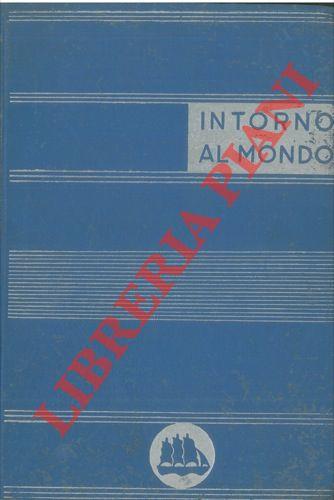 INTORNO
AL MONDO
LIBRERIA PIANI